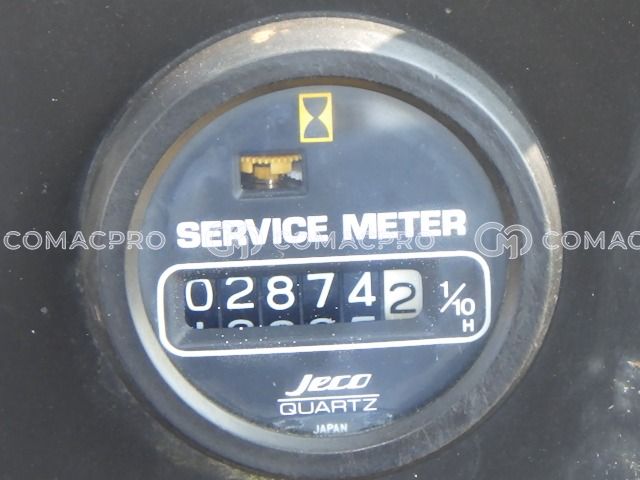 SERVICE METER
COMACPRO COMACPRO COMACPRO
028742 1/10
H
Jeco
QUARTZ
JAPAN